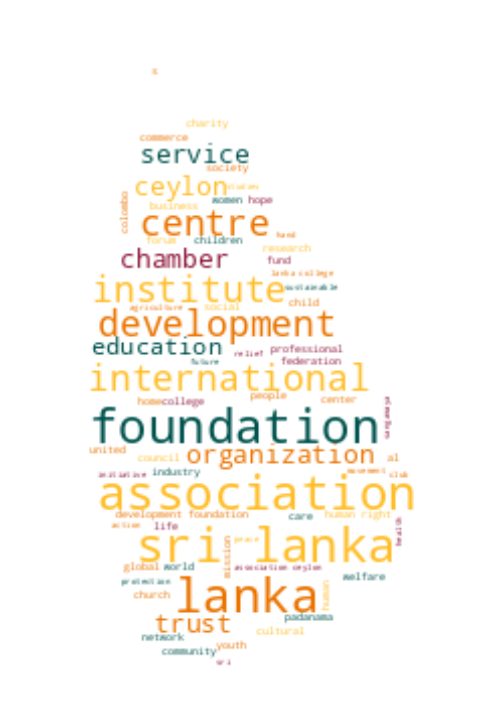 s
charity
commerce
service
society
ceylon
business
women hope
colombo
centre
hand
forum children
research
chamber fund
lanka college
institute sustainable
child
agriculture social
development
education professional
relief
future federation
international
people
home college center
sangamaya
foundation
united organization
council al
initiative industry movement club
association
development foundation care human right
action life
health
sri lanka
peace
mission
global world association ceylon
protection welfare
church lanka human
trust padanama
cultural
network
community youth
sri